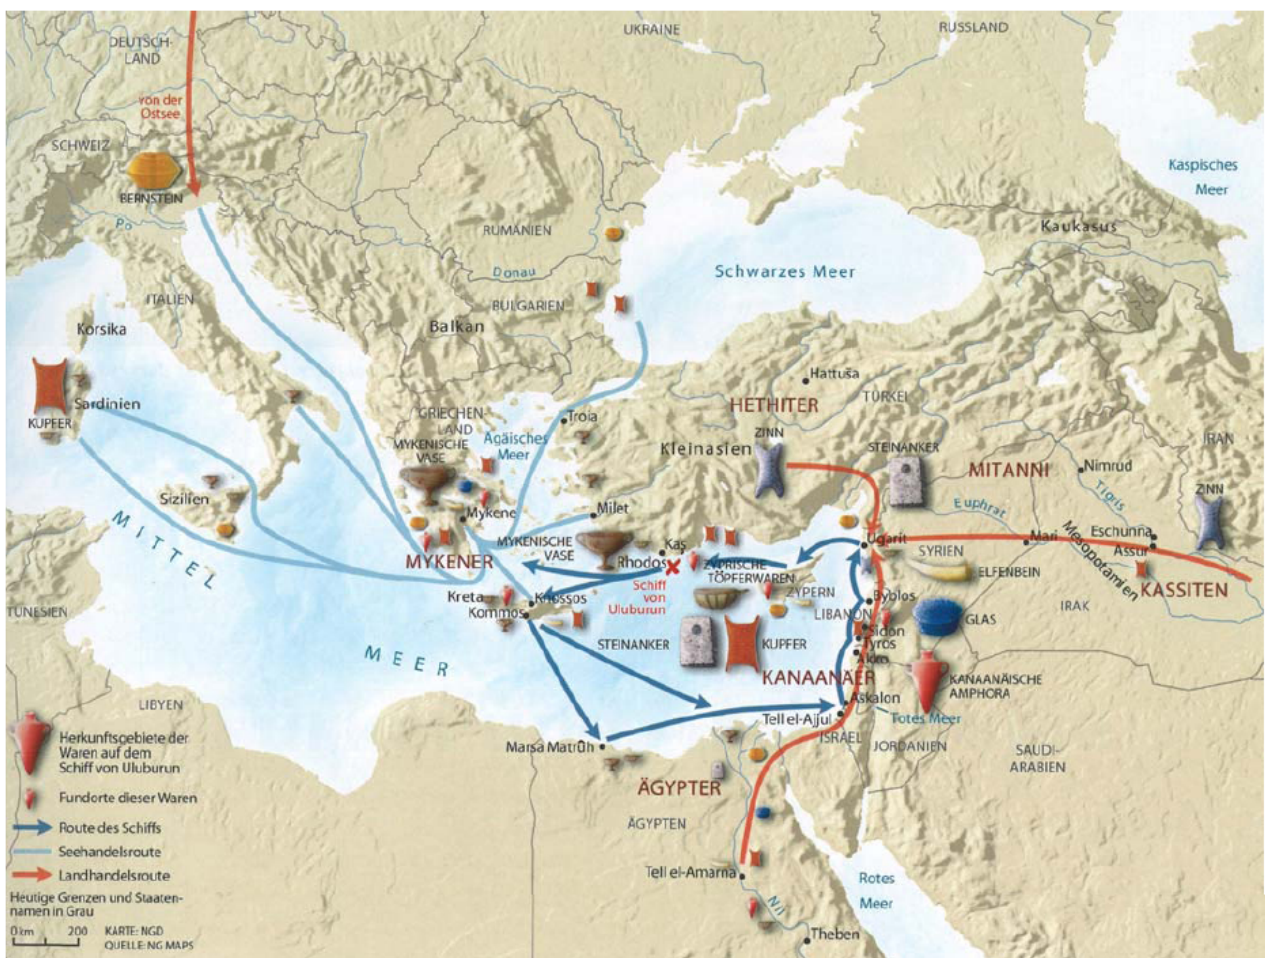 DEUTSCH-
LAND
UKRAINE
RUSSLAND
von der
Ostsee
SCHWEIZ
BERNSTEIN
Po
Kaspisches
Meer
Kaukasus
RUMÄNIEN
Donau
Schwarzes Meer
BULGARIEN
ITALIEN
Korsika
Balkan
Hattuša
HETHITER
TÜRKEI
Sardinien
KUPFER
GRIECHEN-
LAND
MYKENISCHE
VASE
Ägäisches
Meer
Troia
Kleinasien
ZINN
STEINANKER
IRAN
MITANNI
Nimrud
Tigris
ZINN
Sizilien
Mykene
Milet
Euphrat
MITTEL
MYKENER
MYKENISCHE
VASE
Kaş
Rhodos
Ugarit
Mari
Mesopotamien
Eschunna
Assur
SYRIEN
ELFENBEIN
KASSITEN
ZYPRISCHE
TÖPFERWAREN
Schiff
von
Uluburun
ZYPERN
Byblos
TUNESIEN
Kreta
Knossos
Kommos
LIBANON
GLAS
IRAK
Sidon
Tyros
Akko
STEINANKER
KUPFER
MEER
KANAANÄER
KANAANÄISCHE
AMPHORA
Askalon
LIBYEN
Tell el-Ajjul
Totes Meer
ISRAEL
JORDANIEN
SAUDI-
ARABIEN
Marsa Matrûh
ÄGYPTER
ÄGYPTEN
Tell el-Amarna
Nil
Rotes
Meer
Theben
Herkunftsgebiete der
Waren auf dem
Schiff von Uluburun
Fundorte dieser Waren
Route des Schiffs
Seehandelsroute
Landhandelsroute
Heutige Grenzen und Staaten-
namen in Grau
0 km 200
KARTE: NGD
QUELLE: NG MAPS